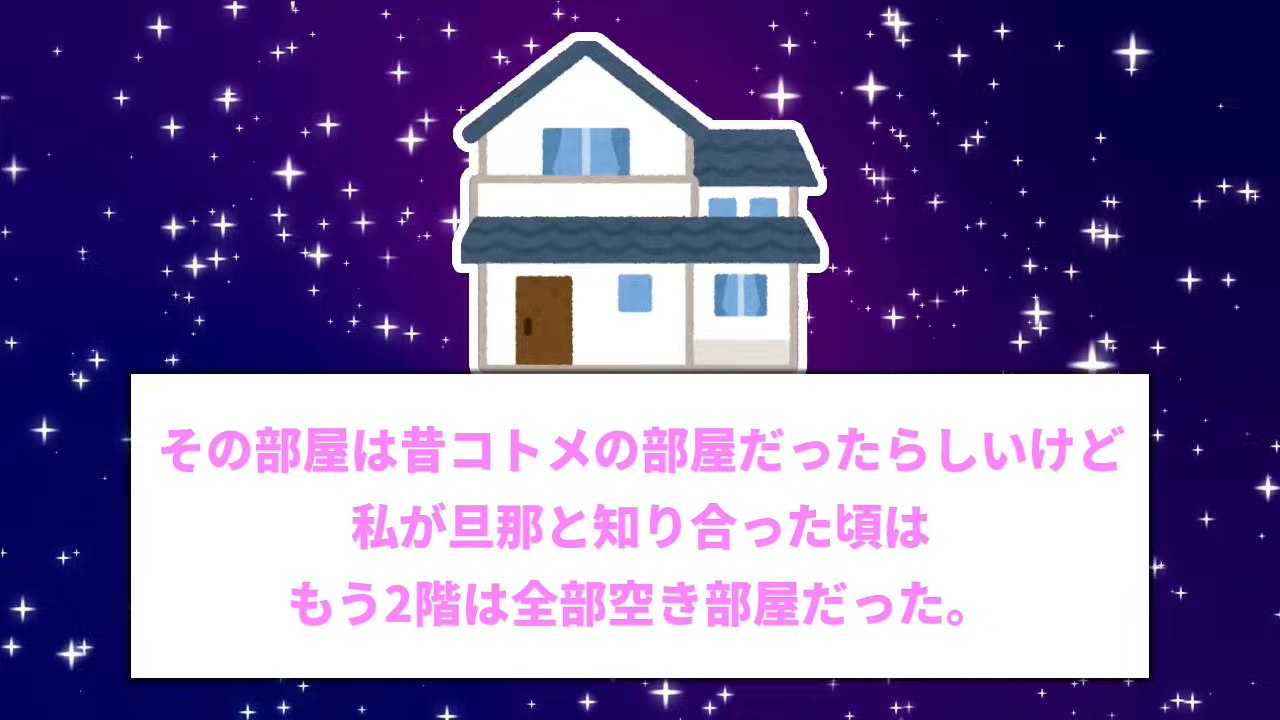 その部屋は昔コトメの部屋だったらしいけど
私が旦那と知り合った頃は
もう2階は全部空き部屋だった。